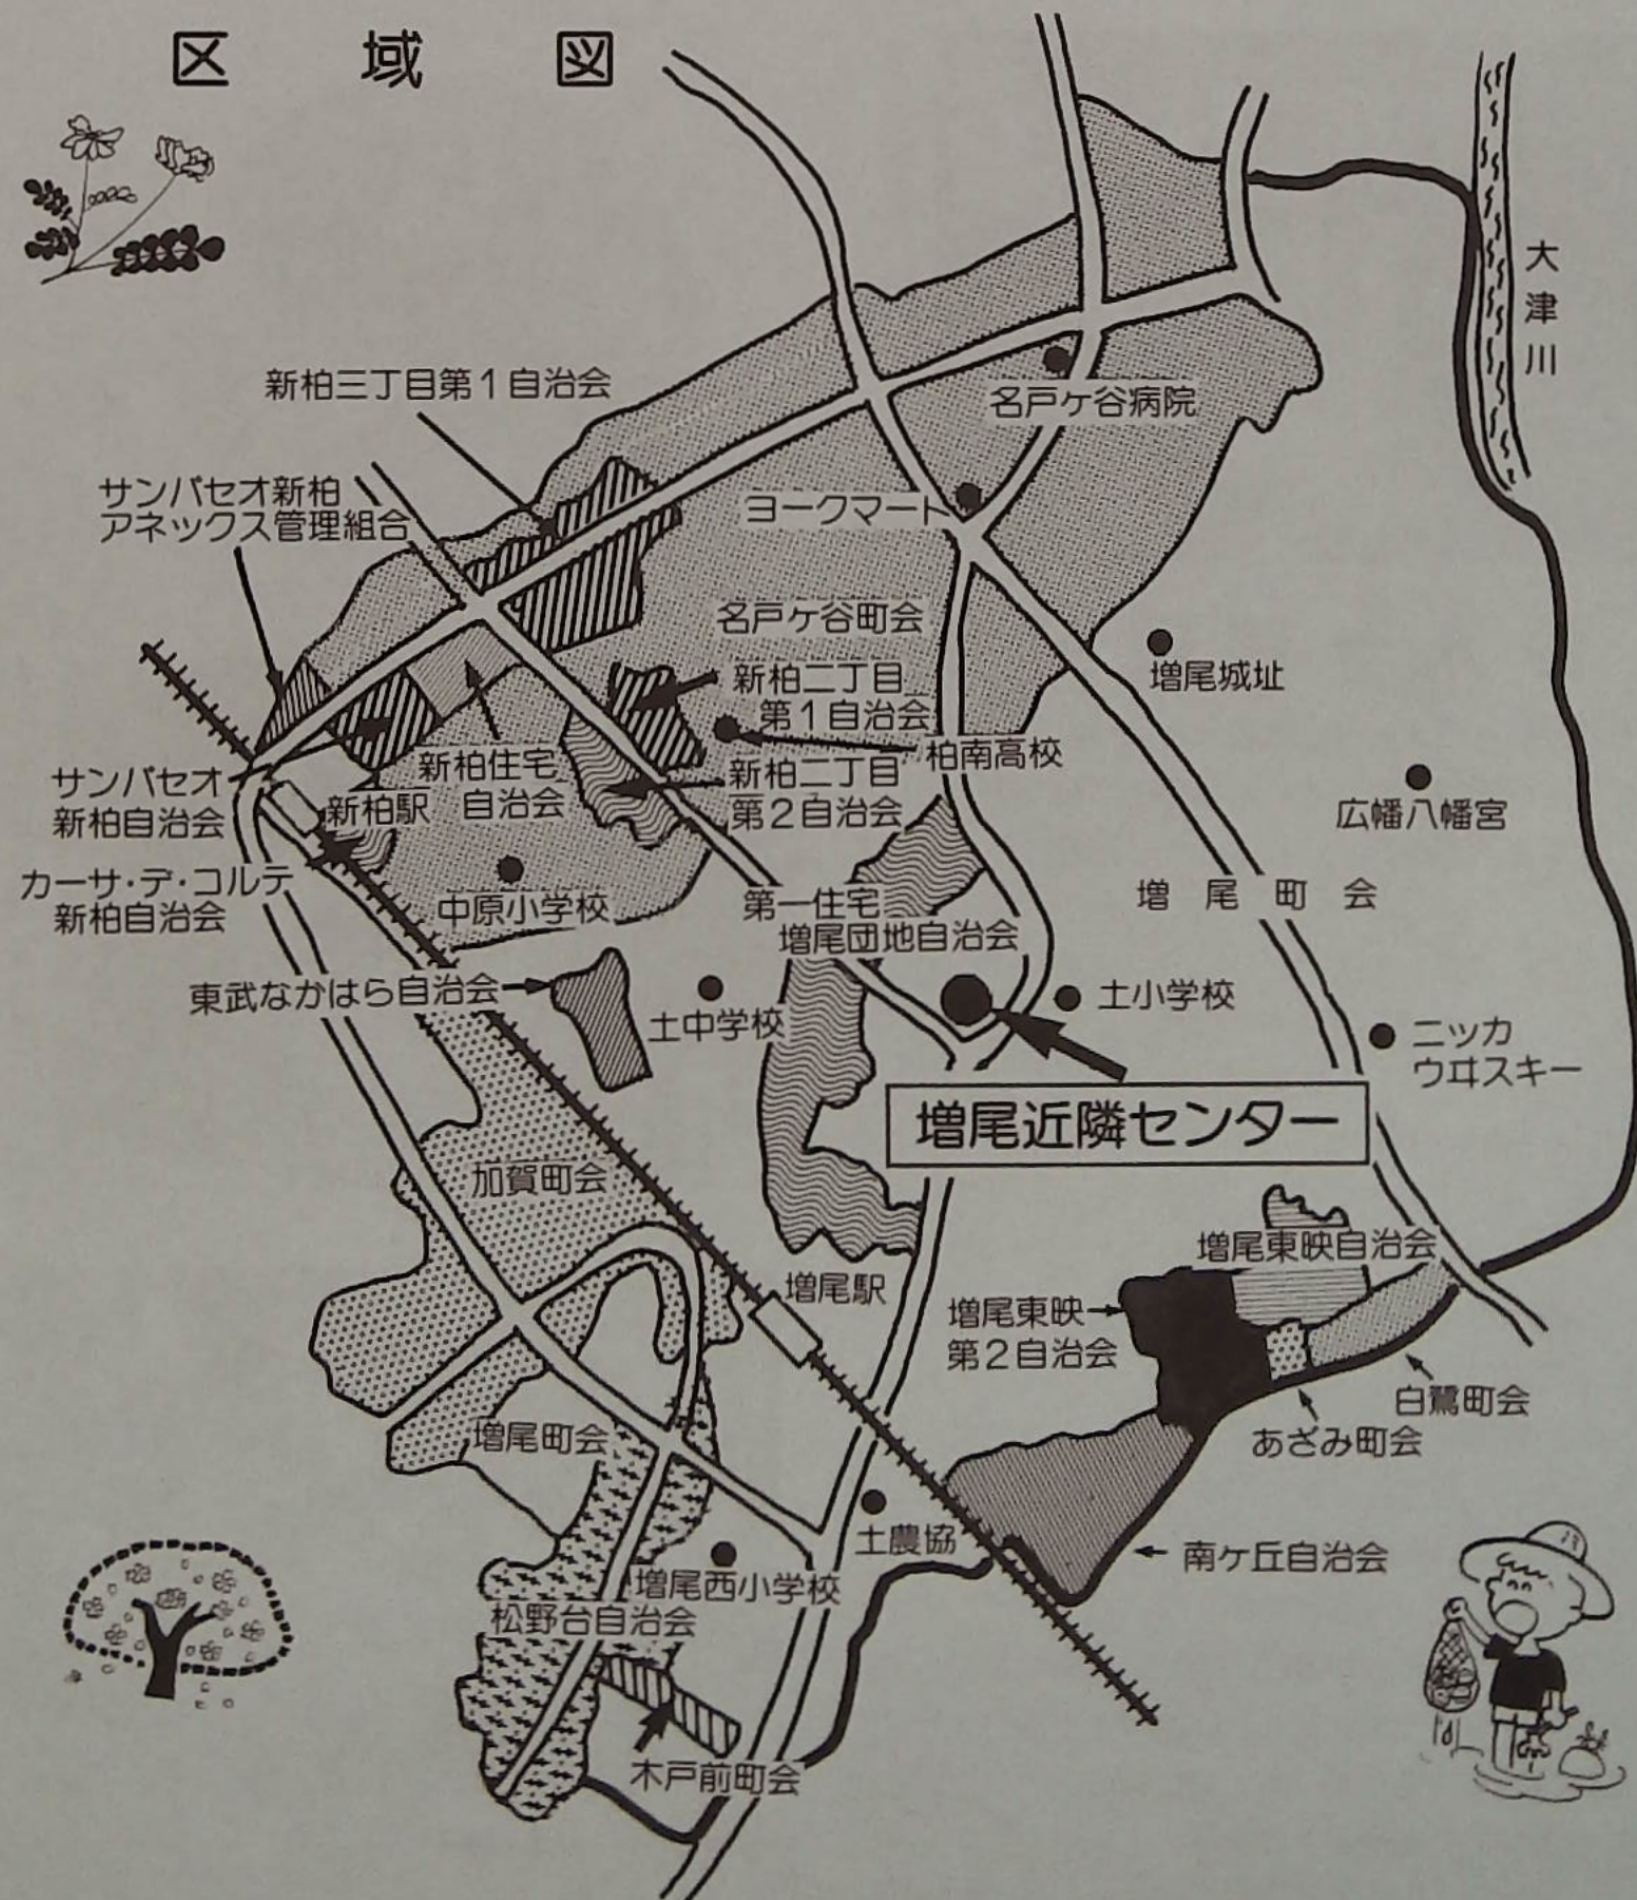 区域図
大津川
新柏三丁目第1自治会
名戸ヶ谷病院
サンパセオ新柏
アネックス管理組合
ヨークマート
名戸ヶ谷町会
新柏二丁目
第1自治会
増尾城址
柏南高校
新柏住宅
自治会
新柏二丁目
第2自治会
サンパセオ
新柏自治会
新柏駅
広幡八幡宮
カーサ・デ・コルテ
新柏自治会
中原小学校
第一住宅
増尾団地自治会
増尾町会
東武なかはら自治会
土中学校
土小学校
ニッカ
ウヰスキー
増尾近隣センター
加賀町会
増尾東映自治会
増尾駅
増尾東映
第2自治会
白鷺町会
あざみ町会
増尾町会
土農協
南ケ丘自治会
増尾西小学校
松野台自治会
木戸前町会